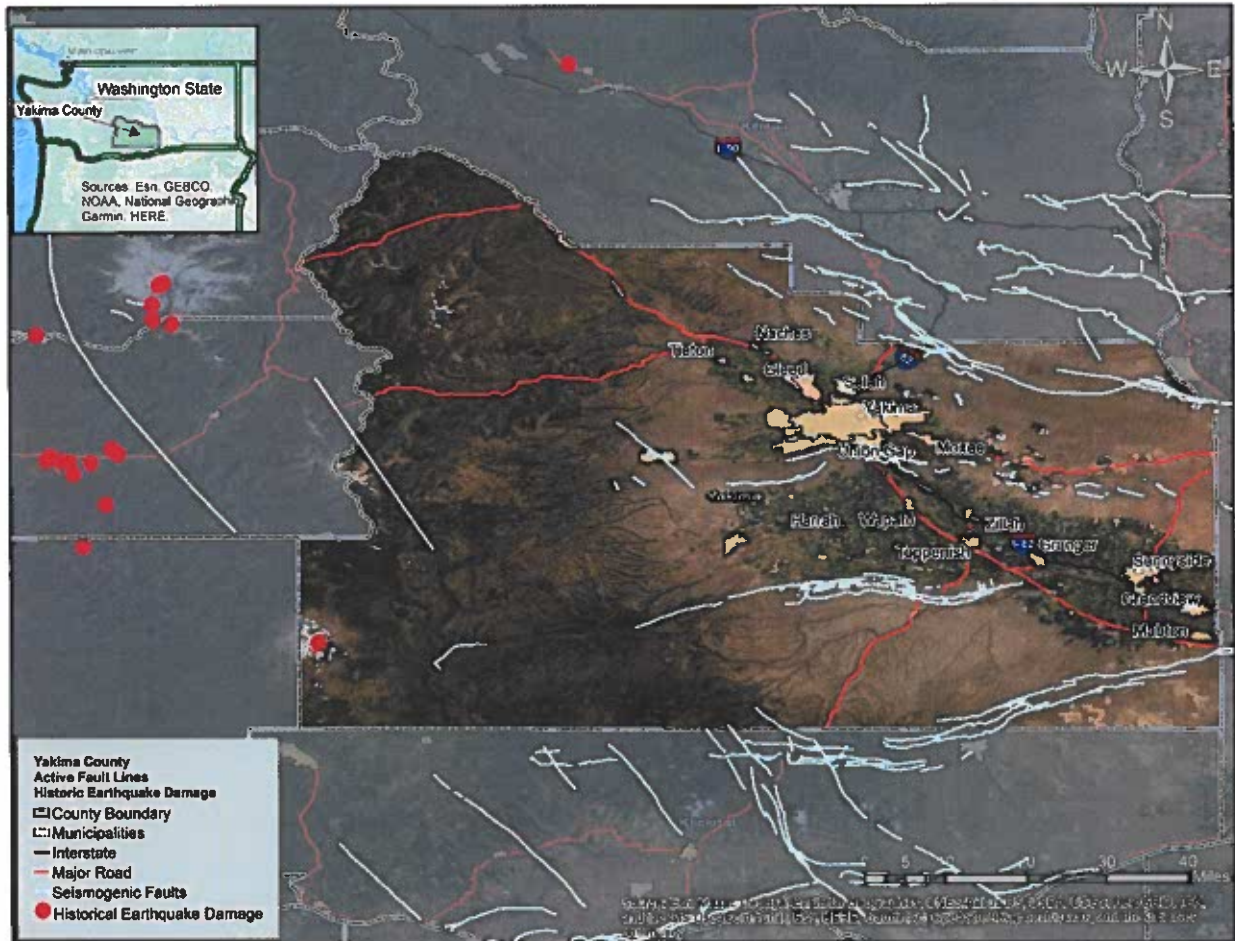 Washington State
Yakima County
Sources: Esri, GEBCO,
NOAA, National Geographic,
Garmin, HERE.
N
W E
S
Naches
Tieton
Gleed
Selah
Yakima
Union Gap
Moxee
Harrah
Wapato
Zillah
Toppenish
Granger
Sunnyside
Grandview
Mabton
Yakima County
Active Fault Lines
Historic Earthquake Damage
County Boundary
Municipalities
Interstate
Major Road
Seismogenic Faults
Historical Earthquake Damage
5 10 20 30 40
Miles